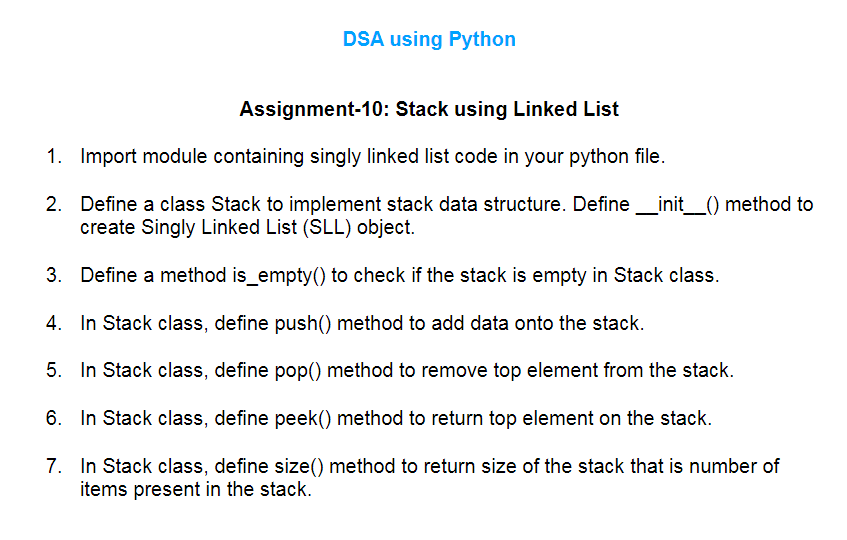 DSA using Python
Assignment-10: Stack using Linked List
1. Import module containing singly linked list code in your python file.
2. Define a class Stack to implement stack data structure. Define __init__() method to
create Singly Linked List (SLL) object.
3. Define a method is_empty() to check if the stack is empty in Stack class.
4. In Stack class, define push() method to add data onto the stack.
5. In Stack class, define pop() method to remove top element from the stack.
6. In Stack class, define peek() method to return top element on the stack.
7. In Stack class, define size() method to return size of the stack that is number of
items present in the stack.